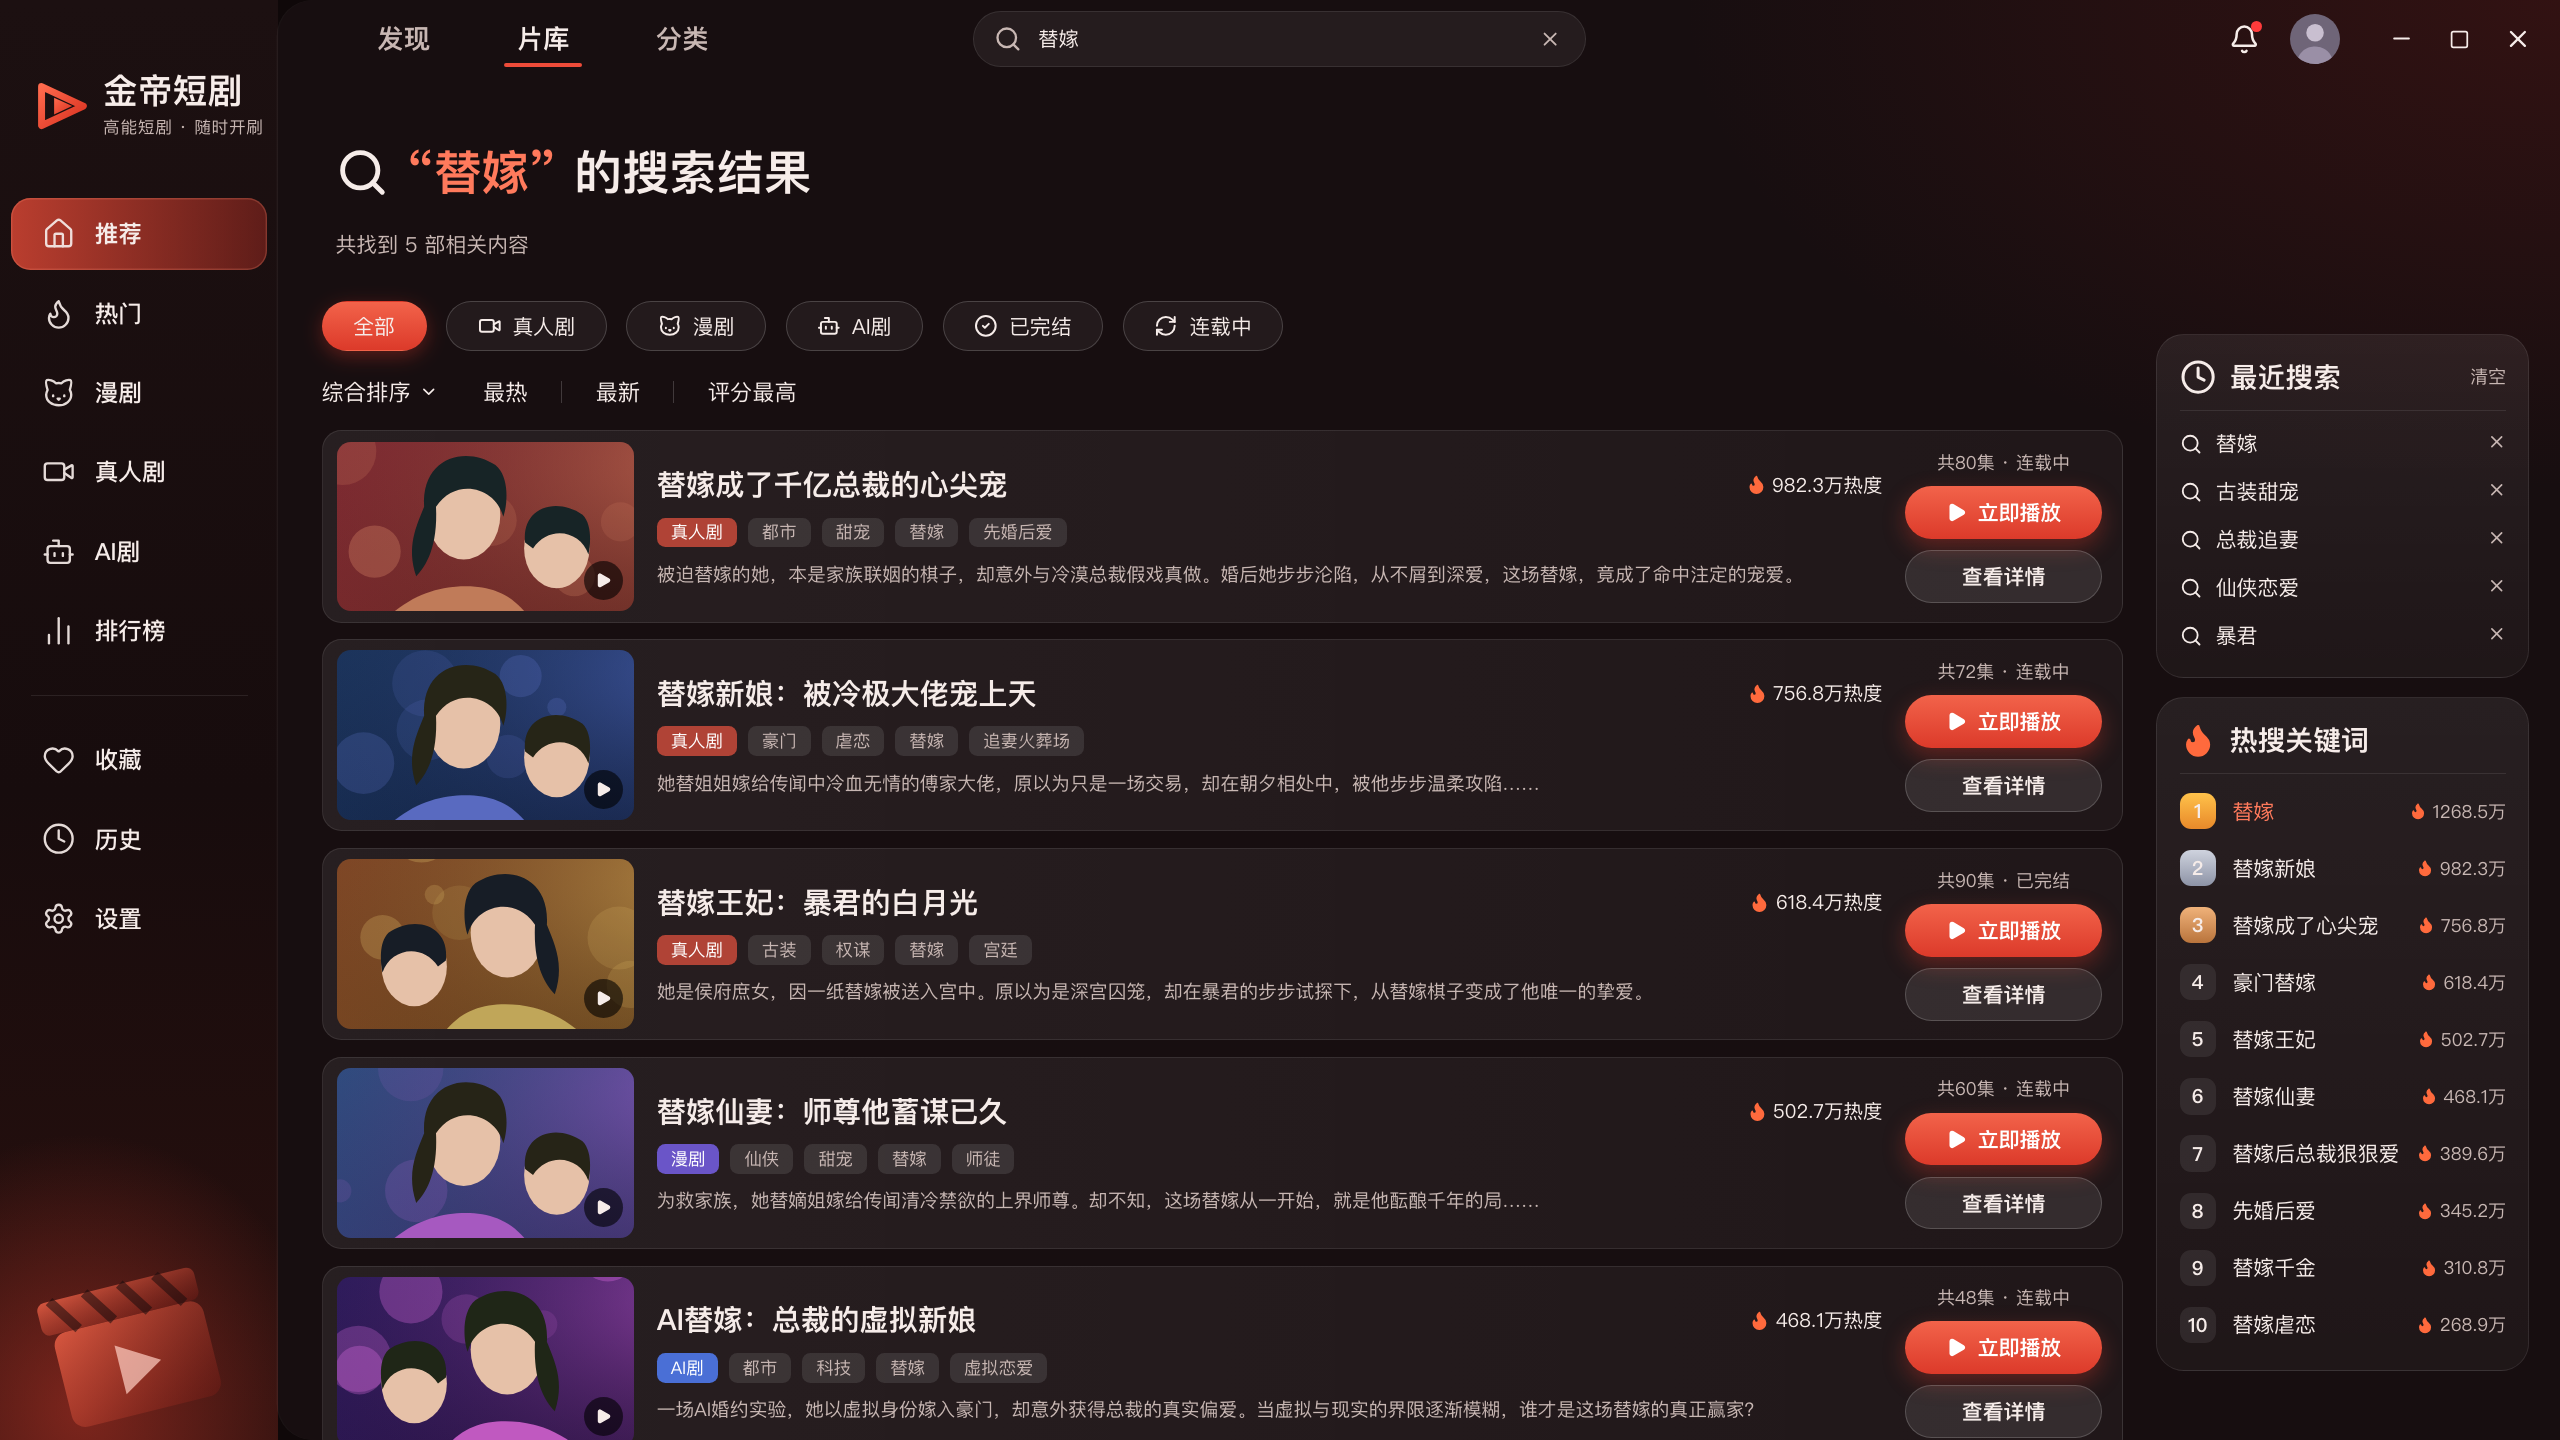 金帝短剧
高能短剧 · 随时开刷
推荐
热门
漫剧
真人剧
AI剧
排行榜
收藏
历史
设置
发现
片库
分类
替嫁
“替嫁” 的搜索结果
共找到 5 部相关内容
全部
真人剧
漫剧
AI剧
已完结
连载中
综合排序
最热
最新
评分最高
替嫁成了千亿总裁的心尖宠
真人剧 都市 甜宠 替嫁 先婚后爱
被迫替嫁的她，本是家族联姻的棋子，却意外与冷漠总裁假戏真做。婚后她步步沦陷，从不屑到深爱，这场替嫁，竟成了命中注定的宠爱。
982.3万热度
共80集 · 连载中
立即播放
查看详情
替嫁新娘：被冷极大佬宠上天
真人剧 豪门 虐恋 替嫁 追妻火葬场
她替姐姐嫁给传闻中冷血无情的傅家大佬，原以为只是一场交易，却在朝夕相处中，被他步步温柔攻陷……
756.8万热度
共72集 · 连载中
立即播放
查看详情
替嫁王妃：暴君的白月光
真人剧 古装 权谋 替嫁 宫廷
她是侯府庶女，因一纸替嫁被送入宫中。原以为是深宫囚笼，却在暴君的步步试探下，从替嫁棋子变成了他唯一的挚爱。
618.4万热度
共90集 · 已完结
立即播放
查看详情
替嫁仙妻：师尊他蓄谋已久
漫剧 仙侠 甜宠 替嫁 师徒
为救家族，她替嫡姐嫁给传闻清冷禁欲的上界师尊。却不知，这场替嫁从一开始，就是他酝酿千年的局……
502.7万热度
共60集 · 连载中
立即播放
查看详情
AI替嫁：总裁的虚拟新娘
AI剧 都市 科技 替嫁 虚拟恋爱
一场AI婚约实验，她以虚拟身份嫁入豪门，却意外获得总裁的真实偏爱。当虚拟与现实的界限逐渐模糊，谁才是这场替嫁的真正赢家？
468.1万热度
共48集 · 连载中
立即播放
查看详情
最近搜索 清空
替嫁
古装甜宠
总裁追妻
仙侠恋爱
暴君
热搜关键词
1 替嫁 1268.5万
2 替嫁新娘 982.3万
3 替嫁成了心尖宠 756.8万
4 豪门替嫁 618.4万
5 替嫁王妃 502.7万
6 替嫁仙妻 468.1万
7 替嫁后总裁狠狠爱 389.6万
8 先婚后爱 345.2万
9 替嫁千金 310.8万
10 替嫁虐恋 268.9万